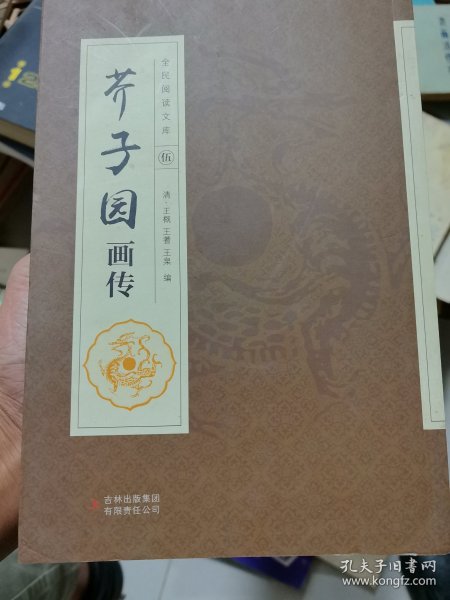 芥子园画传
全民阅读文库
伍
清·王概 王蓍 王臬 编
吉林出版集团
有限责任公司
孔夫子旧书网
www.kongfz.com